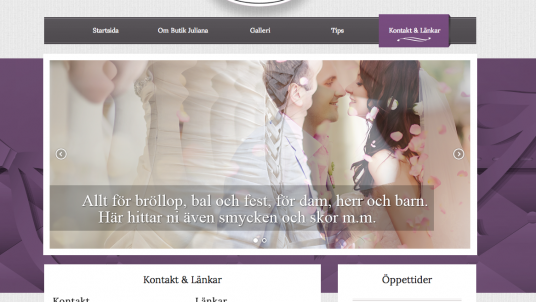 Startsida Om Butik Juliana Galleri Tips Kontakt & Länkar
Allt för bröllop, bal och fest, för dam, herr och barn.
Här hittar ni även smycken och skor m.m.
Kontakt & Länkar Öppettider
Kontakt Länkar